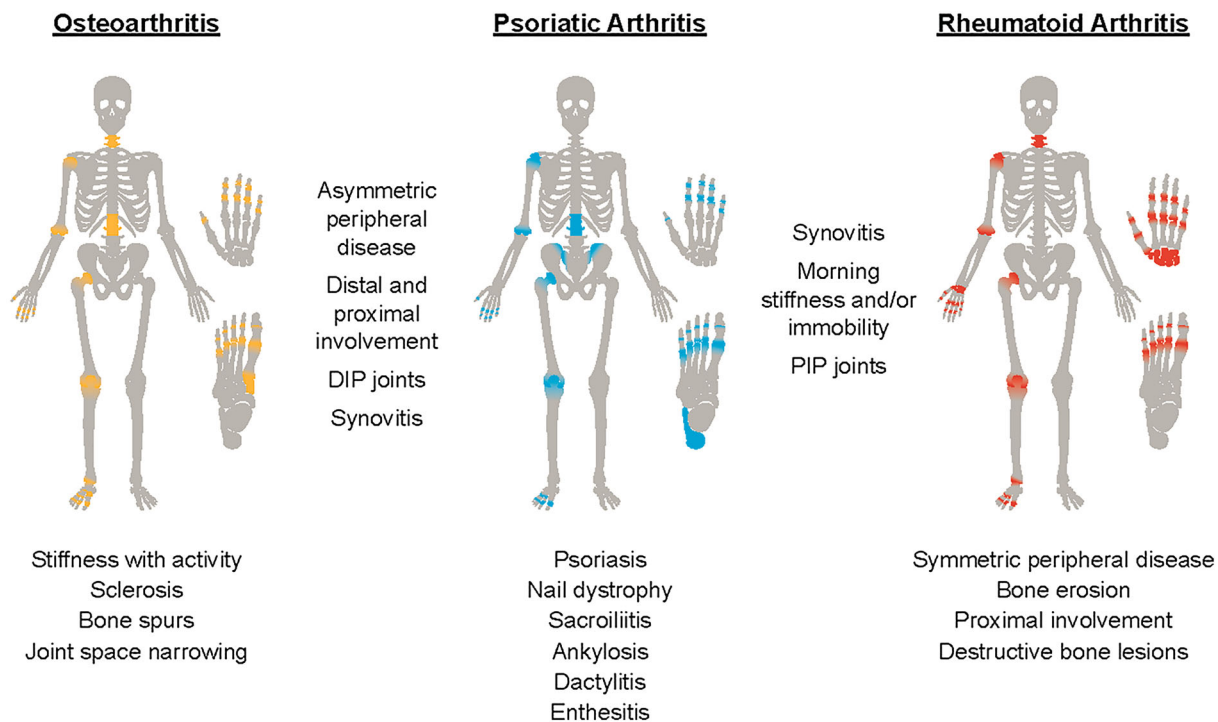 Osteoarthritis
Psoriatic Arthritis
Rheumatoid Arthritis
Asymmetric
peripheral
disease
Distal and
proximal
involvement
DIP joints
Synovitis
Synovitis
Morning
stiffness and/or
immobility
PIP joints
Stiffness with activity
Sclerosis
Bone spurs
Joint space narrowing
Psoriasis
Nail dystrophy
Sacroiliitis
Ankylosis
Dactylitis
Enthesitis
Symmetric peripheral disease
Bone erosion
Proximal involvement
Destructive bone lesions